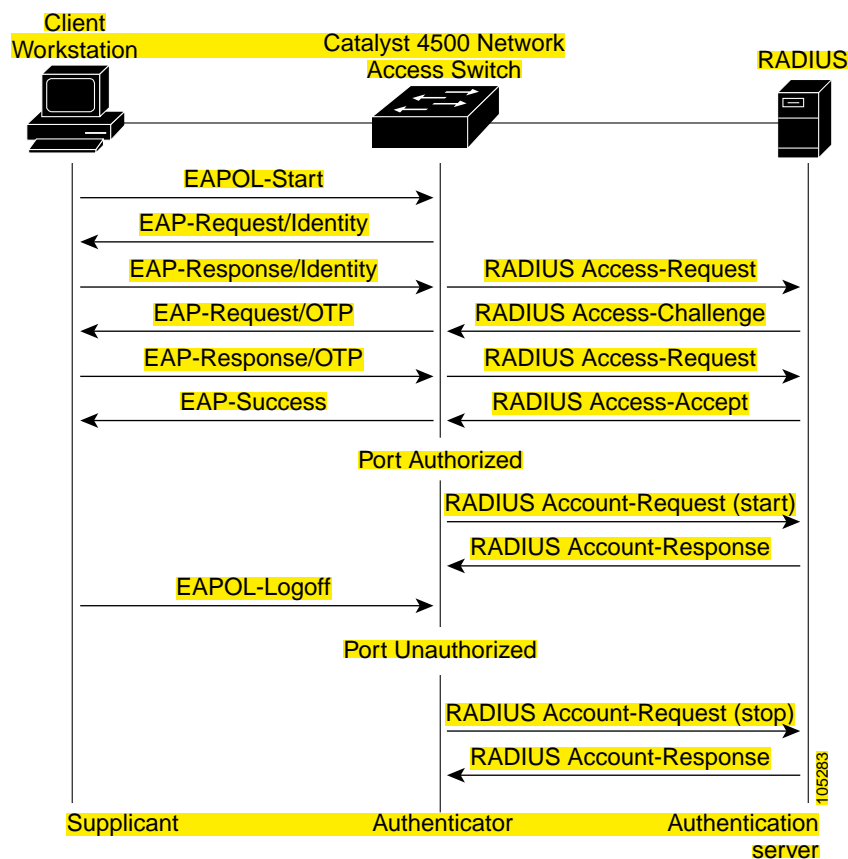 Client
Workstation
Catalyst 4500 Network
Access Switch
RADIUS
EAPOL-Start
EAP-Request/Identity
EAP-Response/Identity
RADIUS Access-Request
EAP-Request/OTP
RADIUS Access-Challenge
EAP-Response/OTP
RADIUS Access-Request
EAP-Success
RADIUS Access-Accept
Port Authorized
RADIUS Account-Request (start)
RADIUS Account-Response
EAPOL-Logoff
Port Unauthorized
RADIUS Account-Request (stop)
RADIUS Account-Response
105283
Supplicant
Authenticator
Authentication
server